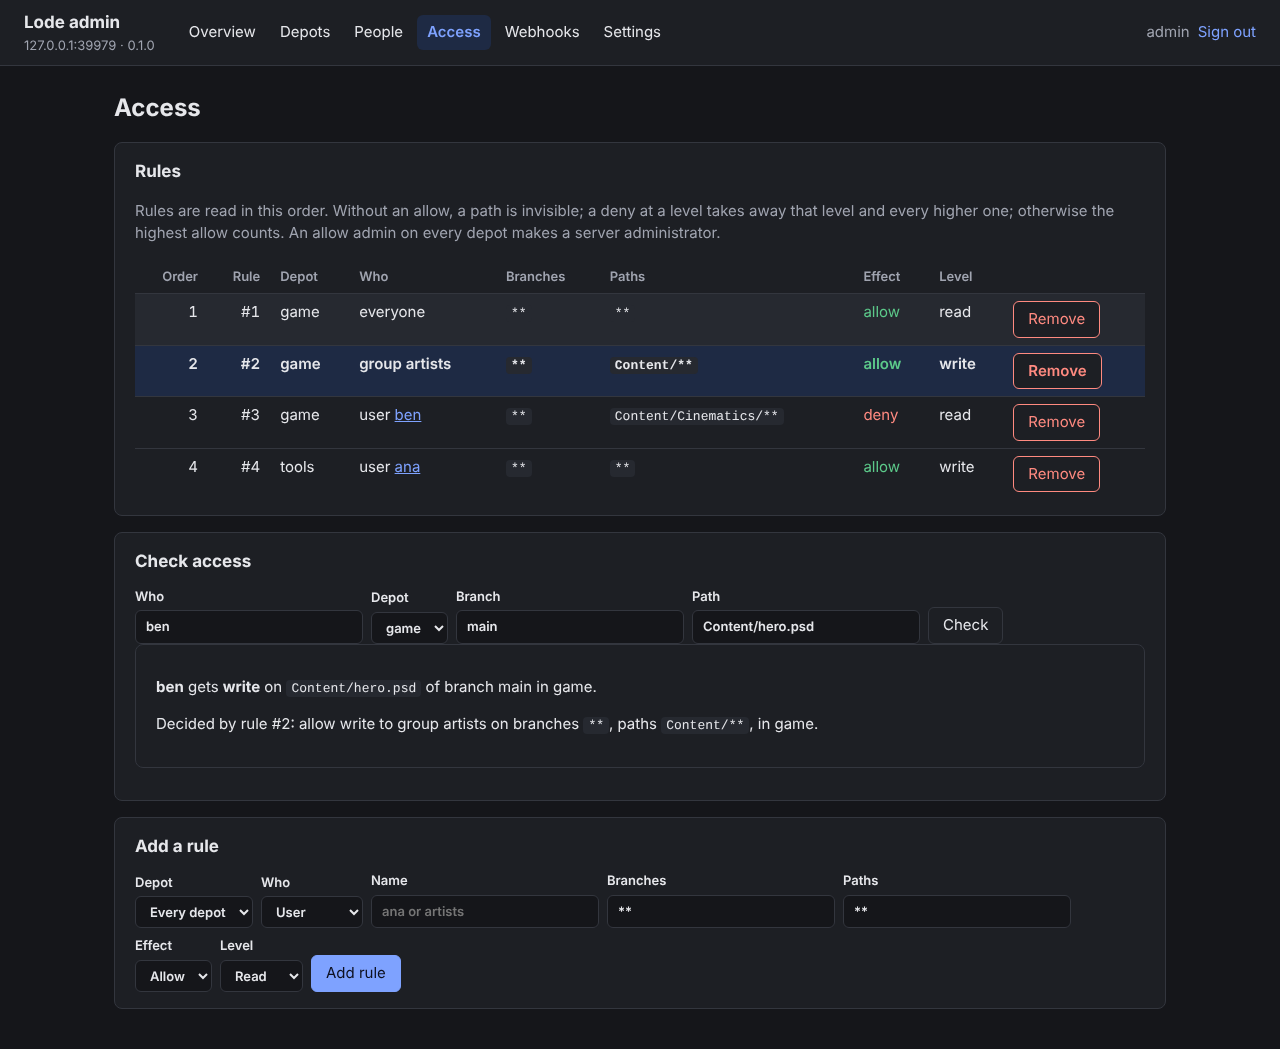 Lode admin
127.0.0.1:39979 · 0.1.0
Overview Depots People Access Webhooks Settings
admin Sign out
Access
Rules
Rules are read in this order. Without an allow, a path is invisible; a deny at a level takes away that level and every higher one; otherwise the
highest allow counts. An allow admin on every depot makes a server administrator.
Order Rule Depot Who Branches Paths Effect Level
1 #1 game everyone ** ** allow read Remove
2 #2 game group artists ** Content/** allow write Remove
3 #3 game user ben ** Content/Cinematics/** deny read Remove
4 #4 tools user ana ** ** allow write Remove
Check access
Who Depot Branch Path
ben game main Content/hero.psd Check
ben gets write on Content/hero.psd of branch main in game.
Decided by rule #2: allow write to group artists on branches **, paths Content/**, in game.
Add a rule
Depot Who Name Branches Paths
Every depot User ana or artists ** **
Effect Level
Allow Read Add rule